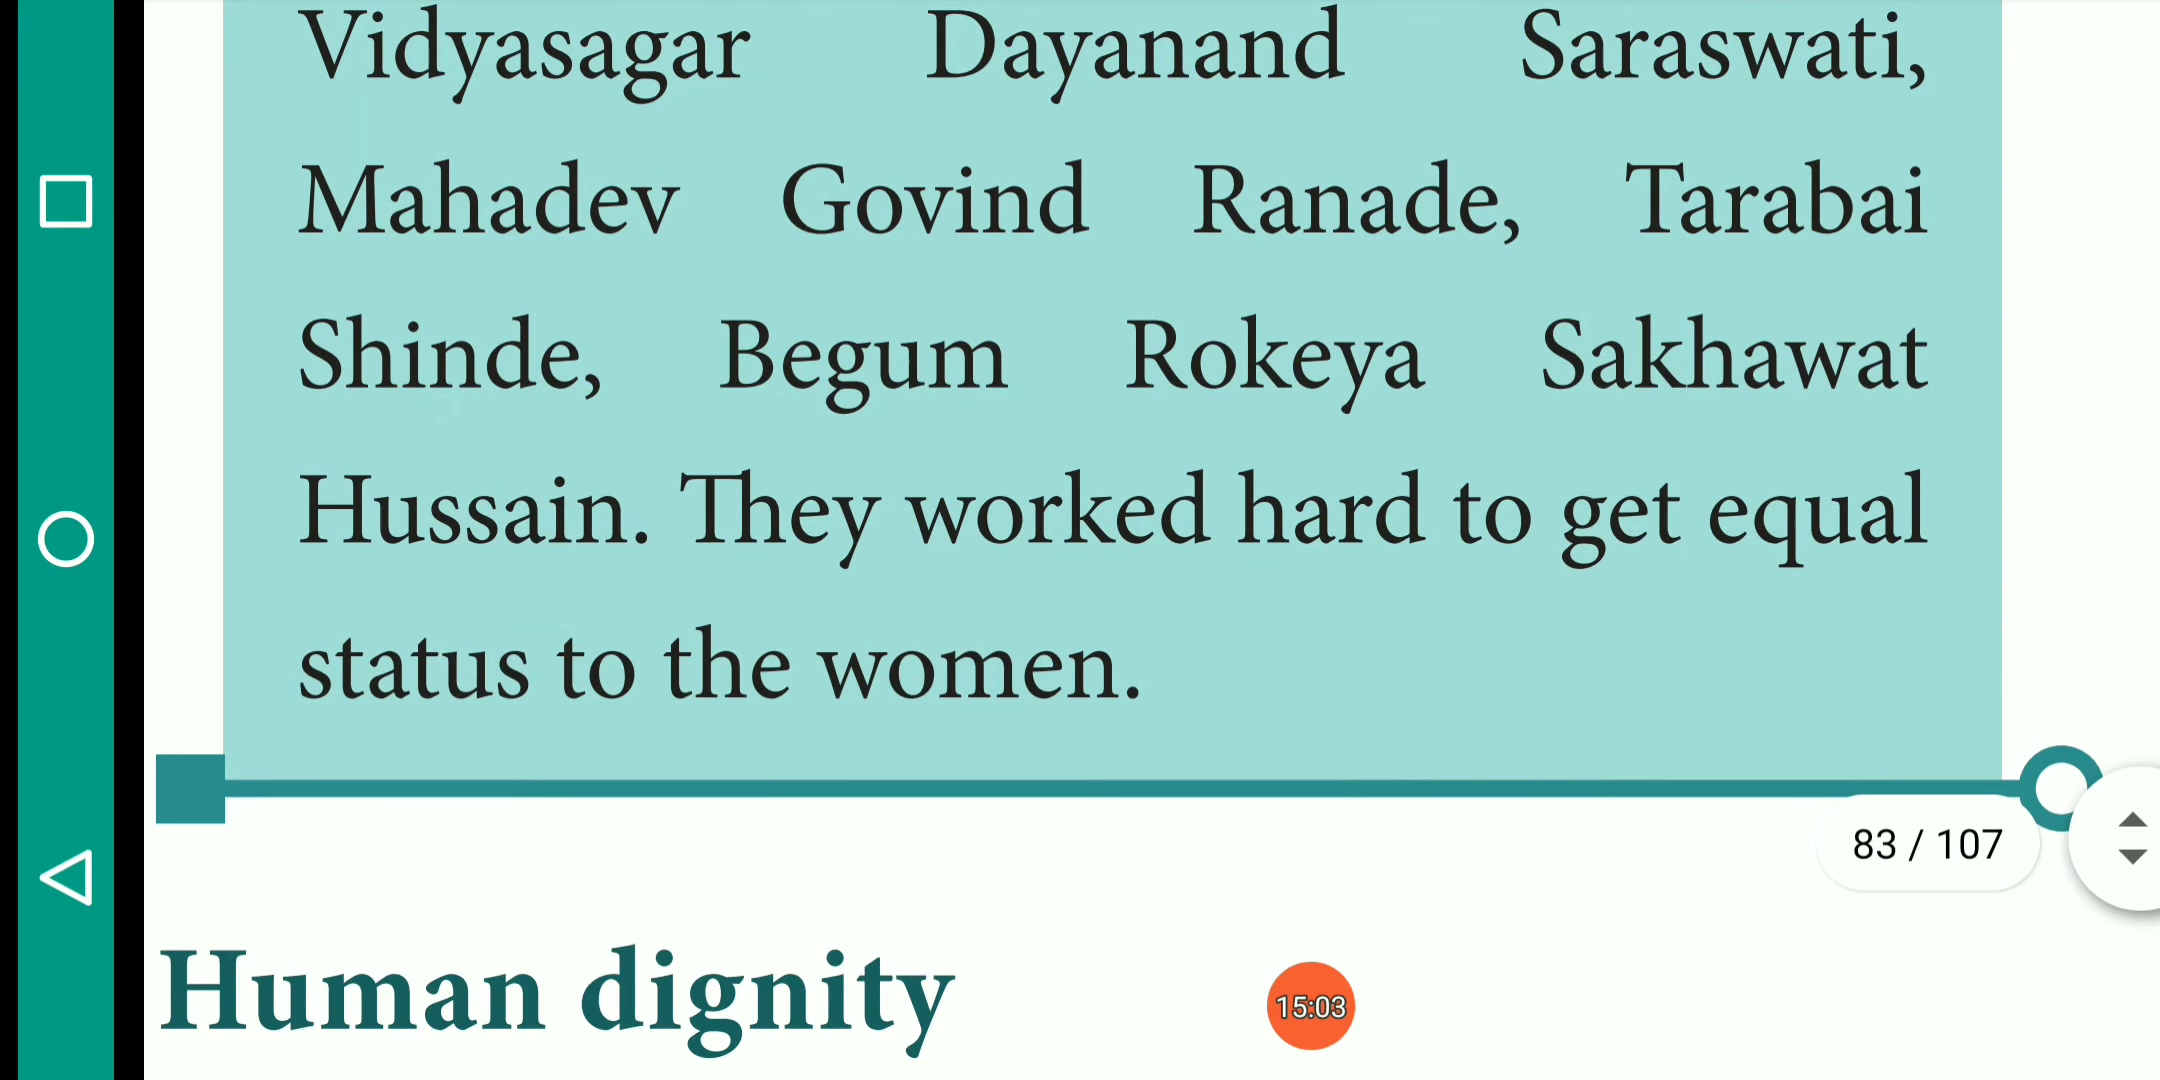 Vidyasagar Dayanand Saraswati,
Mahadev Govind Ranade, Tarabai
Shinde, Begum Rokeya Sakhawat
Hussain. They worked hard to get equal
status to the women.
83 / 107
Human dignity
15:03